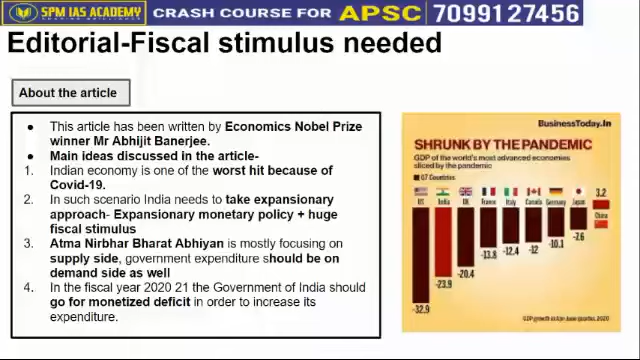 SPM IAS ACADEMY
CRASH COURSE FOR APSC 7099127456
Editorial-Fiscal stimulus needed
About the article
● This article has been written by Economics Nobel Prize
winner Mr Abhijit Banerjee.
● Main ideas discussed in the article-
1. Indian economy is one of the worst hit because of
Covid-19.
2. In such scenario India needs to take expansionary
approach- Expansionary monetary policy + huge
fiscal stimulus
3. Atma Nirbhar Bharat Abhiyan is mostly focusing on
supply side, government expenditure should be on
demand side as well
4. In the fiscal year 2020 21 the Government of India should
go for monetized deficit in order to increase its
expenditure.
BusinessToday.In
SHRUNK BY THE PANDEMIC
GDP of the world's most advanced economies
sliced by the pandemic
G7 Countries
US India UK France Italy Canada Germany Japan 3.2
China
-32.9 -23.9 -20.4 -13.8 -12.4 -12 -10.1 -7.6
GDP growth in Apr-June quarter, 2020